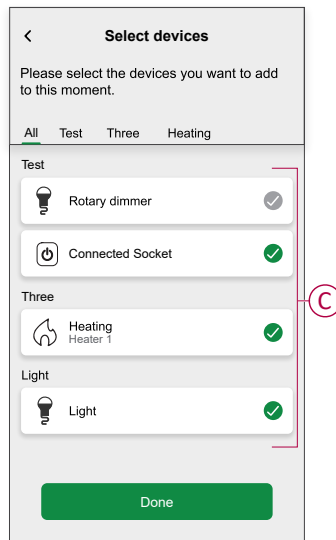 Select devices
Please select the devices you want to add
to this moment.
All Test Three Heating
Test
Rotary dimmer
Connected Socket
Three
Heating
Heater 1
Light
Light
C
Done